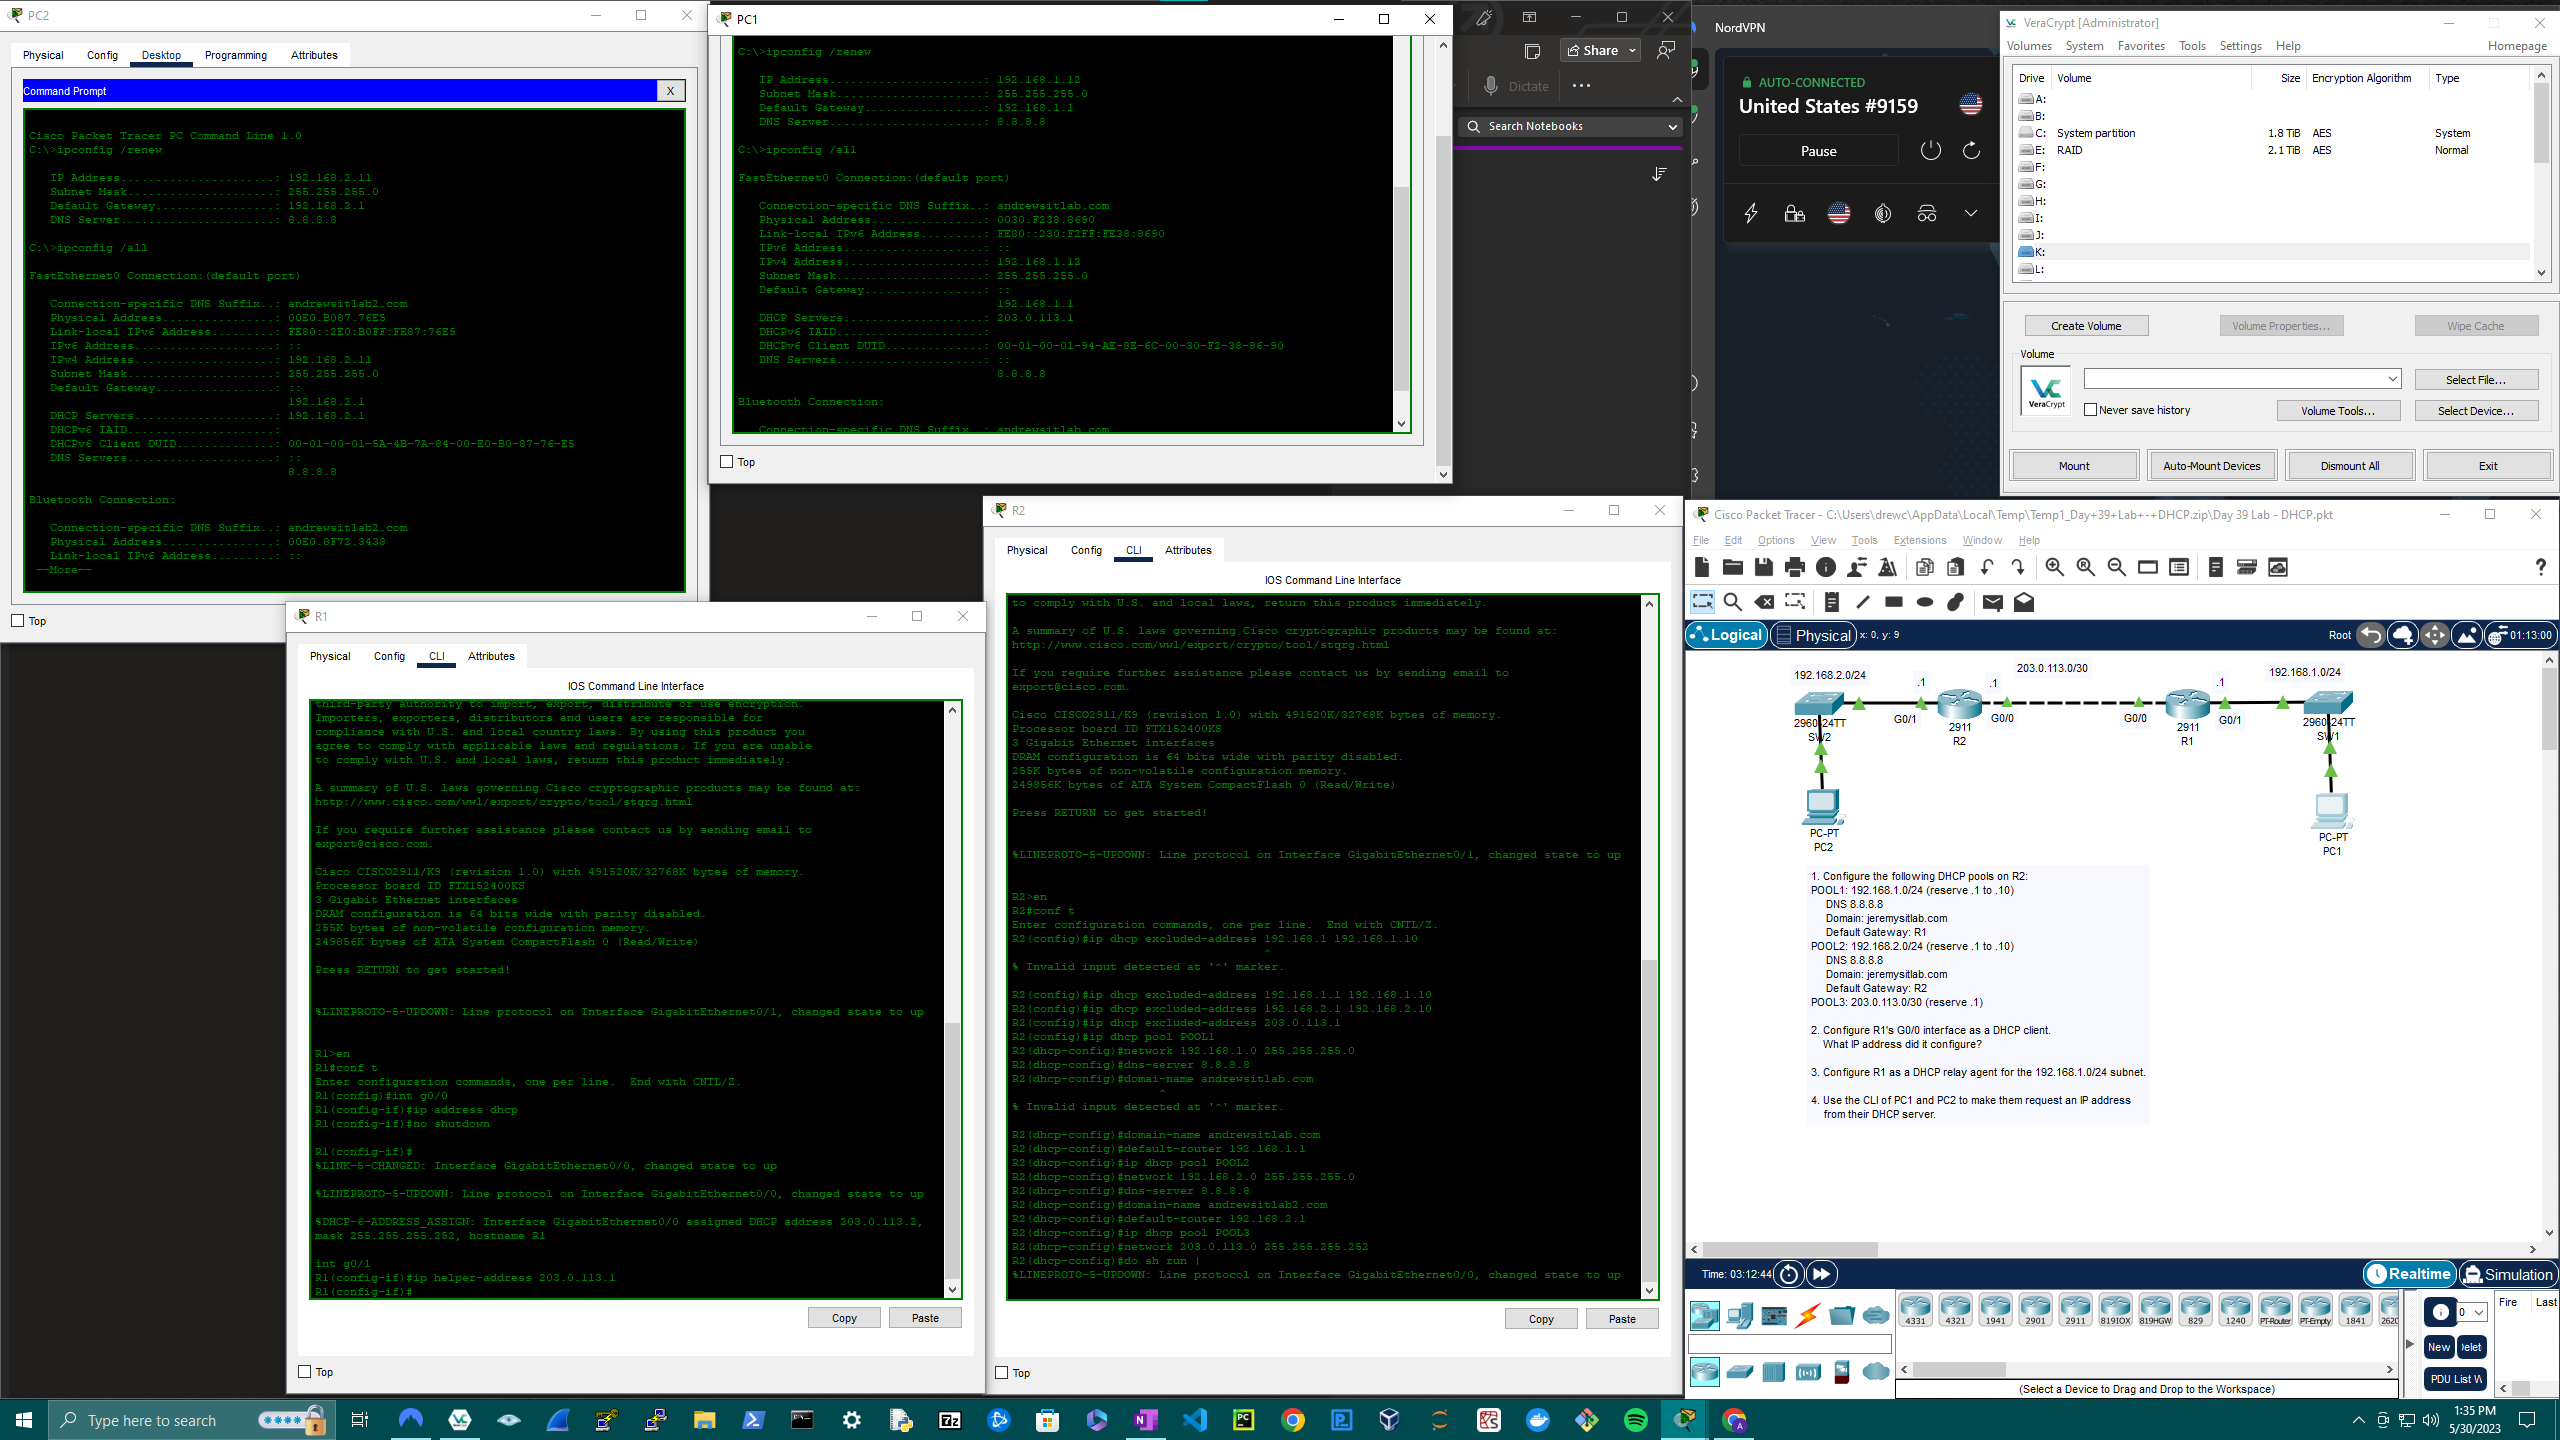 PC2
Physical Config Desktop Programming Attributes
Command Prompt X
Cisco Packet Tracer PC Command Line 1.0
C:\>ipconfig /renew
IP Address......................: 192.168.2.11
Subnet Mask.....................: 255.255.255.0
Default Gateway.................: 192.168.2.1
DNS Server......................: 8.8.8.8
C:\>ipconfig /all
FastEthernet0 Connection:(default port)
Connection-specific DNS Suffix..: andrewsitlab2.com
Physical Address................: 00E0.B087.76E5
Link-local IPv6 Address.........: FE80::2E0:B0FF:FE87:76E5
IPv6 Address....................: ::
IPv4 Address....................: 192.168.2.11
Subnet Mask.....................: 255.255.255.0
Default Gateway.................: ::
192.168.2.1
DHCP Servers....................: 192.168.2.1
DHCPv6 IAID.....................:
DHCPv6 Client DUID..............: 00-01-00-01-5A-4B-7A-84-00-E0-B0-87-76-E5
DNS Servers.....................: ::
8.8.8.8
Bluetooth Connection:
Connection-specific DNS Suffix..: andrewsitlab2.com
Physical Address................: 00E0.8F72.3438
Link-local IPv6 Address.........: ::
--More--
Top
PC1
C:\>ipconfig /renew
IP Address......................: 192.168.1.12
Subnet Mask.....................: 255.255.255.0
Default Gateway.................: 192.168.1.1
DNS Server......................: 8.8.8.8
C:\>ipconfig /all
FastEthernet0 Connection:(default port)
Connection-specific DNS Suffix..: andrewsitlab.com
Physical Address................: 0030.F238.8690
Link-local IPv6 Address.........: FE80::230:F2FF:FE38:8690
IPv6 Address....................: ::
IPv4 Address....................: 192.168.1.12
Subnet Mask.....................: 255.255.255.0
Default Gateway.................: ::
192.168.1.1
DHCP Servers....................: 203.0.113.1
DHCPv6 IAID.....................:
DHCPv6 Client DUID..............: 00-01-00-01-94-AE-8E-6C-00-30-F2-38-86-90
DNS Servers.....................: ::
8.8.8.8
Bluetooth Connection:
Connection-specific DNS Suffix..: andrewsitlab.com
Top
Share
Dictate
Search Notebooks
NordVPN
AUTO-CONNECTED
United States #9159
Pause
VeraCrypt [Administrator]
Volumes System Favorites Tools Settings Help Homepage
Drive Volume Size Encryption Algorithm Type
A:
B:
C: System partition 1.8 TiB AES System
E: RAID 2.1 TiB AES Normal
F:
G:
H:
I:
J:
K:
L:
Create Volume Volume Properties... Wipe Cache
Volume
VeraCrypt
Select File...
Never save history Volume Tools... Select Device...
Mount Auto-Mount Devices Dismount All Exit
R1
Physical Config CLI Attributes
IOS Command Line Interface
third-party authority to import, export, distribute or use encryption.
Importers, exporters, distributors and users are responsible for
compliance with U.S. and local country laws. By using this product you
agree to comply with applicable laws and regulations. If you are unable
to comply with U.S. and local laws, return this product immediately.
A summary of U.S. laws governing Cisco cryptographic products may be found at:
http://www.cisco.com/wwl/export/crypto/tool/stqrg.html
If you require further assistance please contact us by sending email to
export@cisco.com.
Cisco CISCO2911/K9 (revision 1.0) with 491520K/32768K bytes of memory.
Processor board ID FTX152400KS
3 Gigabit Ethernet interfaces
DRAM configuration is 64 bits wide with parity disabled.
255K bytes of non-volatile configuration memory.
249856K bytes of ATA System CompactFlash 0 (Read/Write)
Press RETURN to get started!
%LINEPROTO-5-UPDOWN: Line protocol on Interface GigabitEthernet0/1, changed state to up
R1>en
R1#conf t
Enter configuration commands, one per line.  End with CNTL/Z.
R1(config)#int g0/0
R1(config-if)#ip address dhcp
R1(config-if)#no shutdown
R1(config-if)#
%LINK-5-CHANGED: Interface GigabitEthernet0/0, changed state to up
%LINEPROTO-5-UPDOWN: Line protocol on Interface GigabitEthernet0/0, changed state to up
%DHCP-6-ADDRESS_ASSIGN: Interface GigabitEthernet0/0 assigned DHCP address 203.0.113.2,
mask 255.255.255.252, hostname R1
int g0/1
R1(config-if)#ip helper-address 203.0.113.1
R1(config-if)#
Copy Paste
Top
R2
Physical Config CLI Attributes
IOS Command Line Interface
to comply with U.S. and local laws, return this product immediately.
A summary of U.S. laws governing Cisco cryptographic products may be found at:
http://www.cisco.com/wwl/export/crypto/tool/stqrg.html
If you require further assistance please contact us by sending email to
export@cisco.com.
Cisco CISCO2911/K9 (revision 1.0) with 491520K/32768K bytes of memory.
Processor board ID FTX152400KS
3 Gigabit Ethernet interfaces
DRAM configuration is 64 bits wide with parity disabled.
255K bytes of non-volatile configuration memory.
249856K bytes of ATA System CompactFlash 0 (Read/Write)
Press RETURN to get started!
%LINEPROTO-5-UPDOWN: Line protocol on Interface GigabitEthernet0/1, changed state to up
R2>en
R2#conf t
Enter configuration commands, one per line.  End with CNTL/Z.
R2(config)#ip dhcp excluded-address 192.168.1 192.168.1.10
^
% Invalid input detected at '^' marker.
R2(config)#ip dhcp excluded-address 192.168.1.1 192.168.1.10
R2(config)#ip dhcp excluded-address 192.168.2.1 192.168.2.10
R2(config)#ip dhcp excluded-address 203.0.113.1
R2(config)#ip dhcp pool POOL1
R2(dhcp-config)#network 192.168.1.0 255.255.255.0
R2(dhcp-config)#dns-server 8.8.8.8
R2(dhcp-config)#domai-name andrewsitlab.com
^
% Invalid input detected at '^' marker.
R2(dhcp-config)#domain-name andrewsitlab.com
R2(dhcp-config)#default-router 192.168.1.1
R2(dhcp-config)#ip dhcp pool POOL2
R2(dhcp-config)#network 192.168.2.0 255.255.255.0
R2(dhcp-config)#dns-server 8.8.8.8
R2(dhcp-config)#domain-name andrewsitlab2.com
R2(dhcp-config)#default-router 192.168.2.1
R2(dhcp-config)#ip dhcp pool POOL3
R2(dhcp-config)#network 203.0.113.0 255.255.255.252
R2(dhcp-config)#do sh run |
%LINEPROTO-5-UPDOWN: Line protocol on Interface GigabitEthernet0/0, changed state to up
Copy Paste
Top
Cisco Packet Tracer - C:\Users\drewc\AppData\Local\Temp\Temp1_Day+39+Lab+-+DHCP.zip\Day 39 Lab - DHCP.pkt
File Edit Options View Tools Extensions Window Help
Logical Physical x: 0, y: 9 Root 01:13:00
192.168.2.0/24 203.0.113.0/30 192.168.1.0/24
.1 .1 .1
G0/1 G0/0 G0/0 G0/1
2960-24TT
SW2
2911
R2
2911
R1
2960-24TT
SW1
PC-PT
PC2
PC-PT
PC1
1. Configure the following DHCP pools on R2:
POOL1: 192.168.1.0/24 (reserve .1 to .10)
DNS 8.8.8.8
Domain: jeremysitlab.com
Default Gateway: R1
POOL2: 192.168.2.0/24 (reserve .1 to .10)
DNS 8.8.8.8
Domain: jeremysitlab.com
Default Gateway: R2
POOL3: 203.0.113.0/30 (reserve .1)
2. Configure R1's G0/0 interface as a DHCP client.
What IP address did it configure?
3. Configure R1 as a DHCP relay agent for the 192.168.1.0/24 subnet.
4. Use the CLI of PC1 and PC2 to make them request an IP address
from their DHCP server.
Time: 03:12:44 Realtime Simulation
4331 4321 1941 2901 2911 819IOX 819HGW 829 1240 PT-Router PT-Empty 1841 2620
(Select a Device to Drag and Drop to the Workspace)
0
New
PDU List W
Fire Last
Type here to search
1:35 PM
5/30/2023